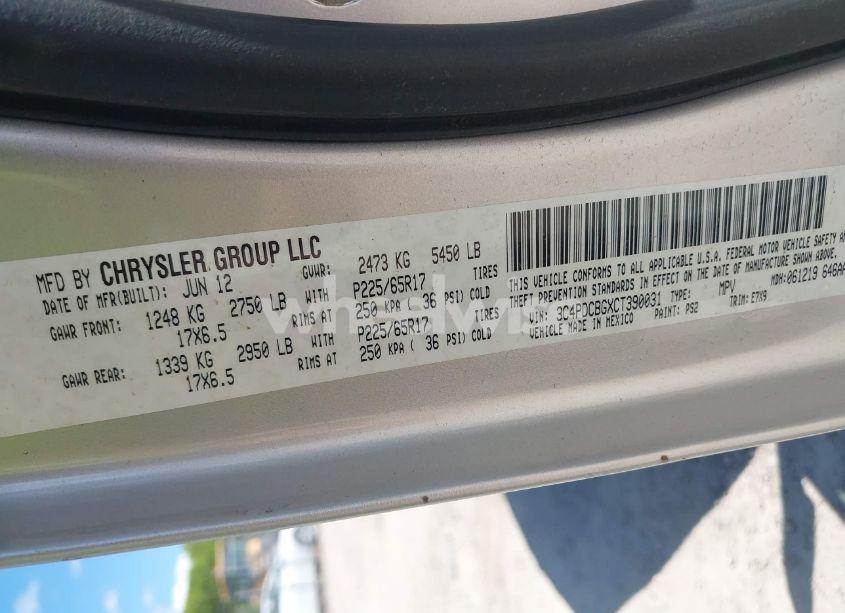 MFD BY CHRYSLER GROUP LLC
DATE OF MFR(BUILT): JUN 12 GVWR: 2473 KG 5450 LB
GAWR FRONT: 1248 KG 2750 LB WITH P225/65R17 TIRES
17X6.5 RIMS AT 250 KPA ( 36 PSI) COLD
GAWR REAR: 1339 KG 2950 LB WITH P225/65R17 TIRES
17X6.5 RIMS AT 250 KPA ( 36 PSI) COLD
THIS VEHICLE CONFORMS TO ALL APPLICABLE U.S.A. FEDERAL MOTOR VEHICLE SAFETY AN
THEFT PREVENTION STANDARDS IN EFFECT ON THE DATE OF MANUFACTURE SHOWN ABOVE.
VIN: 3C4PDCBGXCT390031 TYPE: MPV MDH: 061219 646A
VEHICLE MADE IN MEXICO PAINT: PS2 TRIM: E7X9